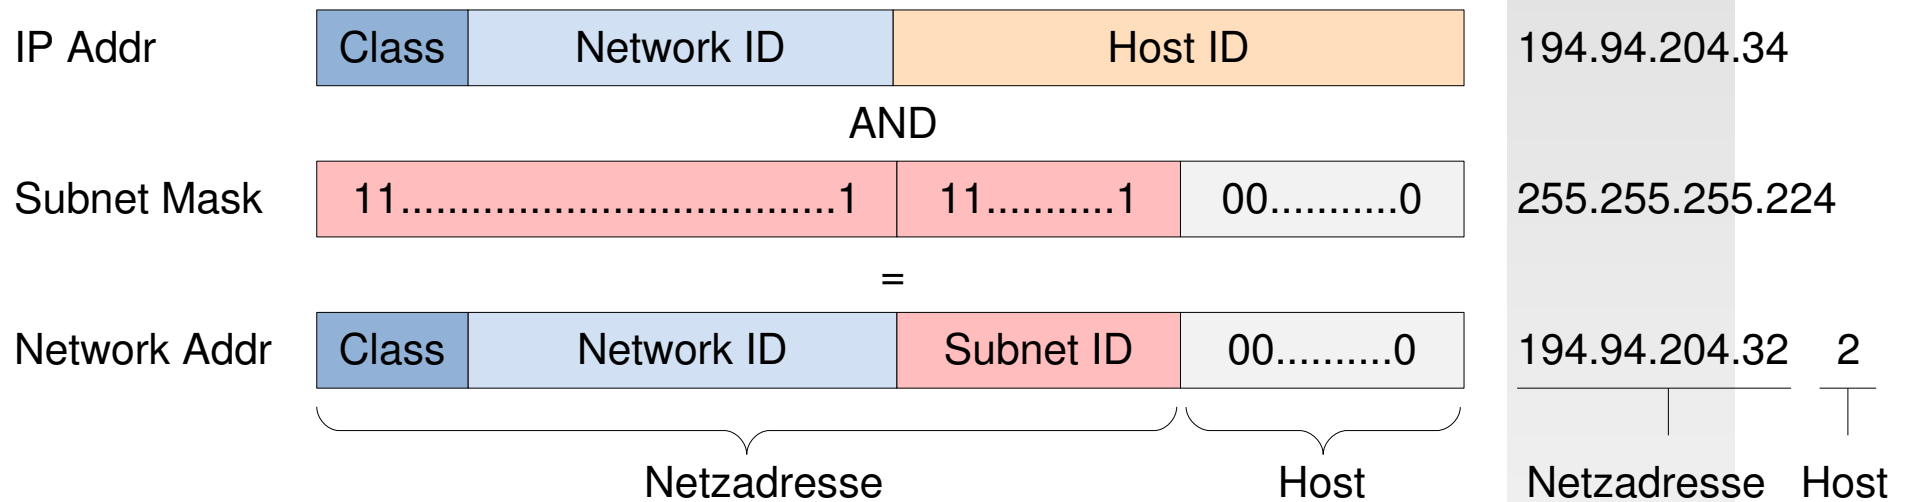 IP Addr Class Network ID Host ID 194.94.204.34
AND
Subnet Mask 11.....................................1 11...........1 00...........0 255.255.255.224
=
Network Addr Class Network ID Subnet ID 00..........0 194.94.204.32 2
Netzadresse Host Netzadresse Host